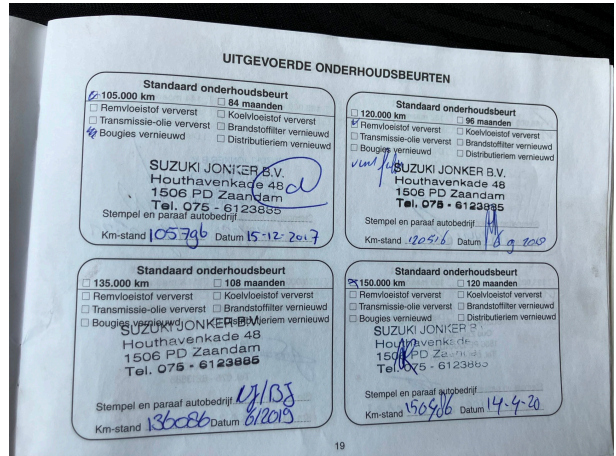 UITGEVOERDE ONDERHOUDSBEURTEN
Standaard onderhoudsbeurt
105.000 km 84 maanden
Remvloeistof ververst Koelvloeistof ververst
Transmissie-olie ververst Brandstoffilter vernieuwd
Bougies vernieuwd Distributieriem vernieuwd
SUZUKI JONKER B.V.
Houthavenkade 48
1506 PD Zaandam
Tel. 075 - 6123885
Stempel en paraaf autobedrijf
Km-stand 105796 Datum 15-12-2017
Standaard onderhoudsbeurt
120.000 km 96 maanden
Remvloeistof ververst Koelvloeistof ververst
Transmissie-olie ververst Brandstoffilter vernieuwd
Bougies vernieuwd Distributieriem vernieuwd
SUZUKI JONKER B.V.
Houthavenkade 48
1506 PD Zaandam
Tel. 075 - 6123885
Stempel en paraaf autobedrijf
Km-stand 120516 Datum
Standaard onderhoudsbeurt
135.000 km 108 maanden
Remvloeistof ververst Koelvloeistof ververst
Transmissie-olie ververst Brandstoffilter vernieuwd
Bougies vernieuwd Distributieriem vernieuwd
SUZUKI JONKER B.V.
Houthavenkade 48
1506 PD Zaandam
Tel. 075 - 6123885
Stempel en paraaf autobedrijf
Km-stand 136086 Datum 6/2019
Standaard onderhoudsbeurt
150.000 km 120 maanden
Remvloeistof ververst Koelvloeistof ververst
Transmissie-olie ververst Brandstoffilter vernieuwd
Bougies vernieuwd Distributieriem vernieuwd
SUZUKI JONKER B.V.
Houthavenkade
1506 PD Zaandam
Tel. 075 - 6123885
Stempel en paraaf autobedrijf
Km-stand Datum 14-4-20
19